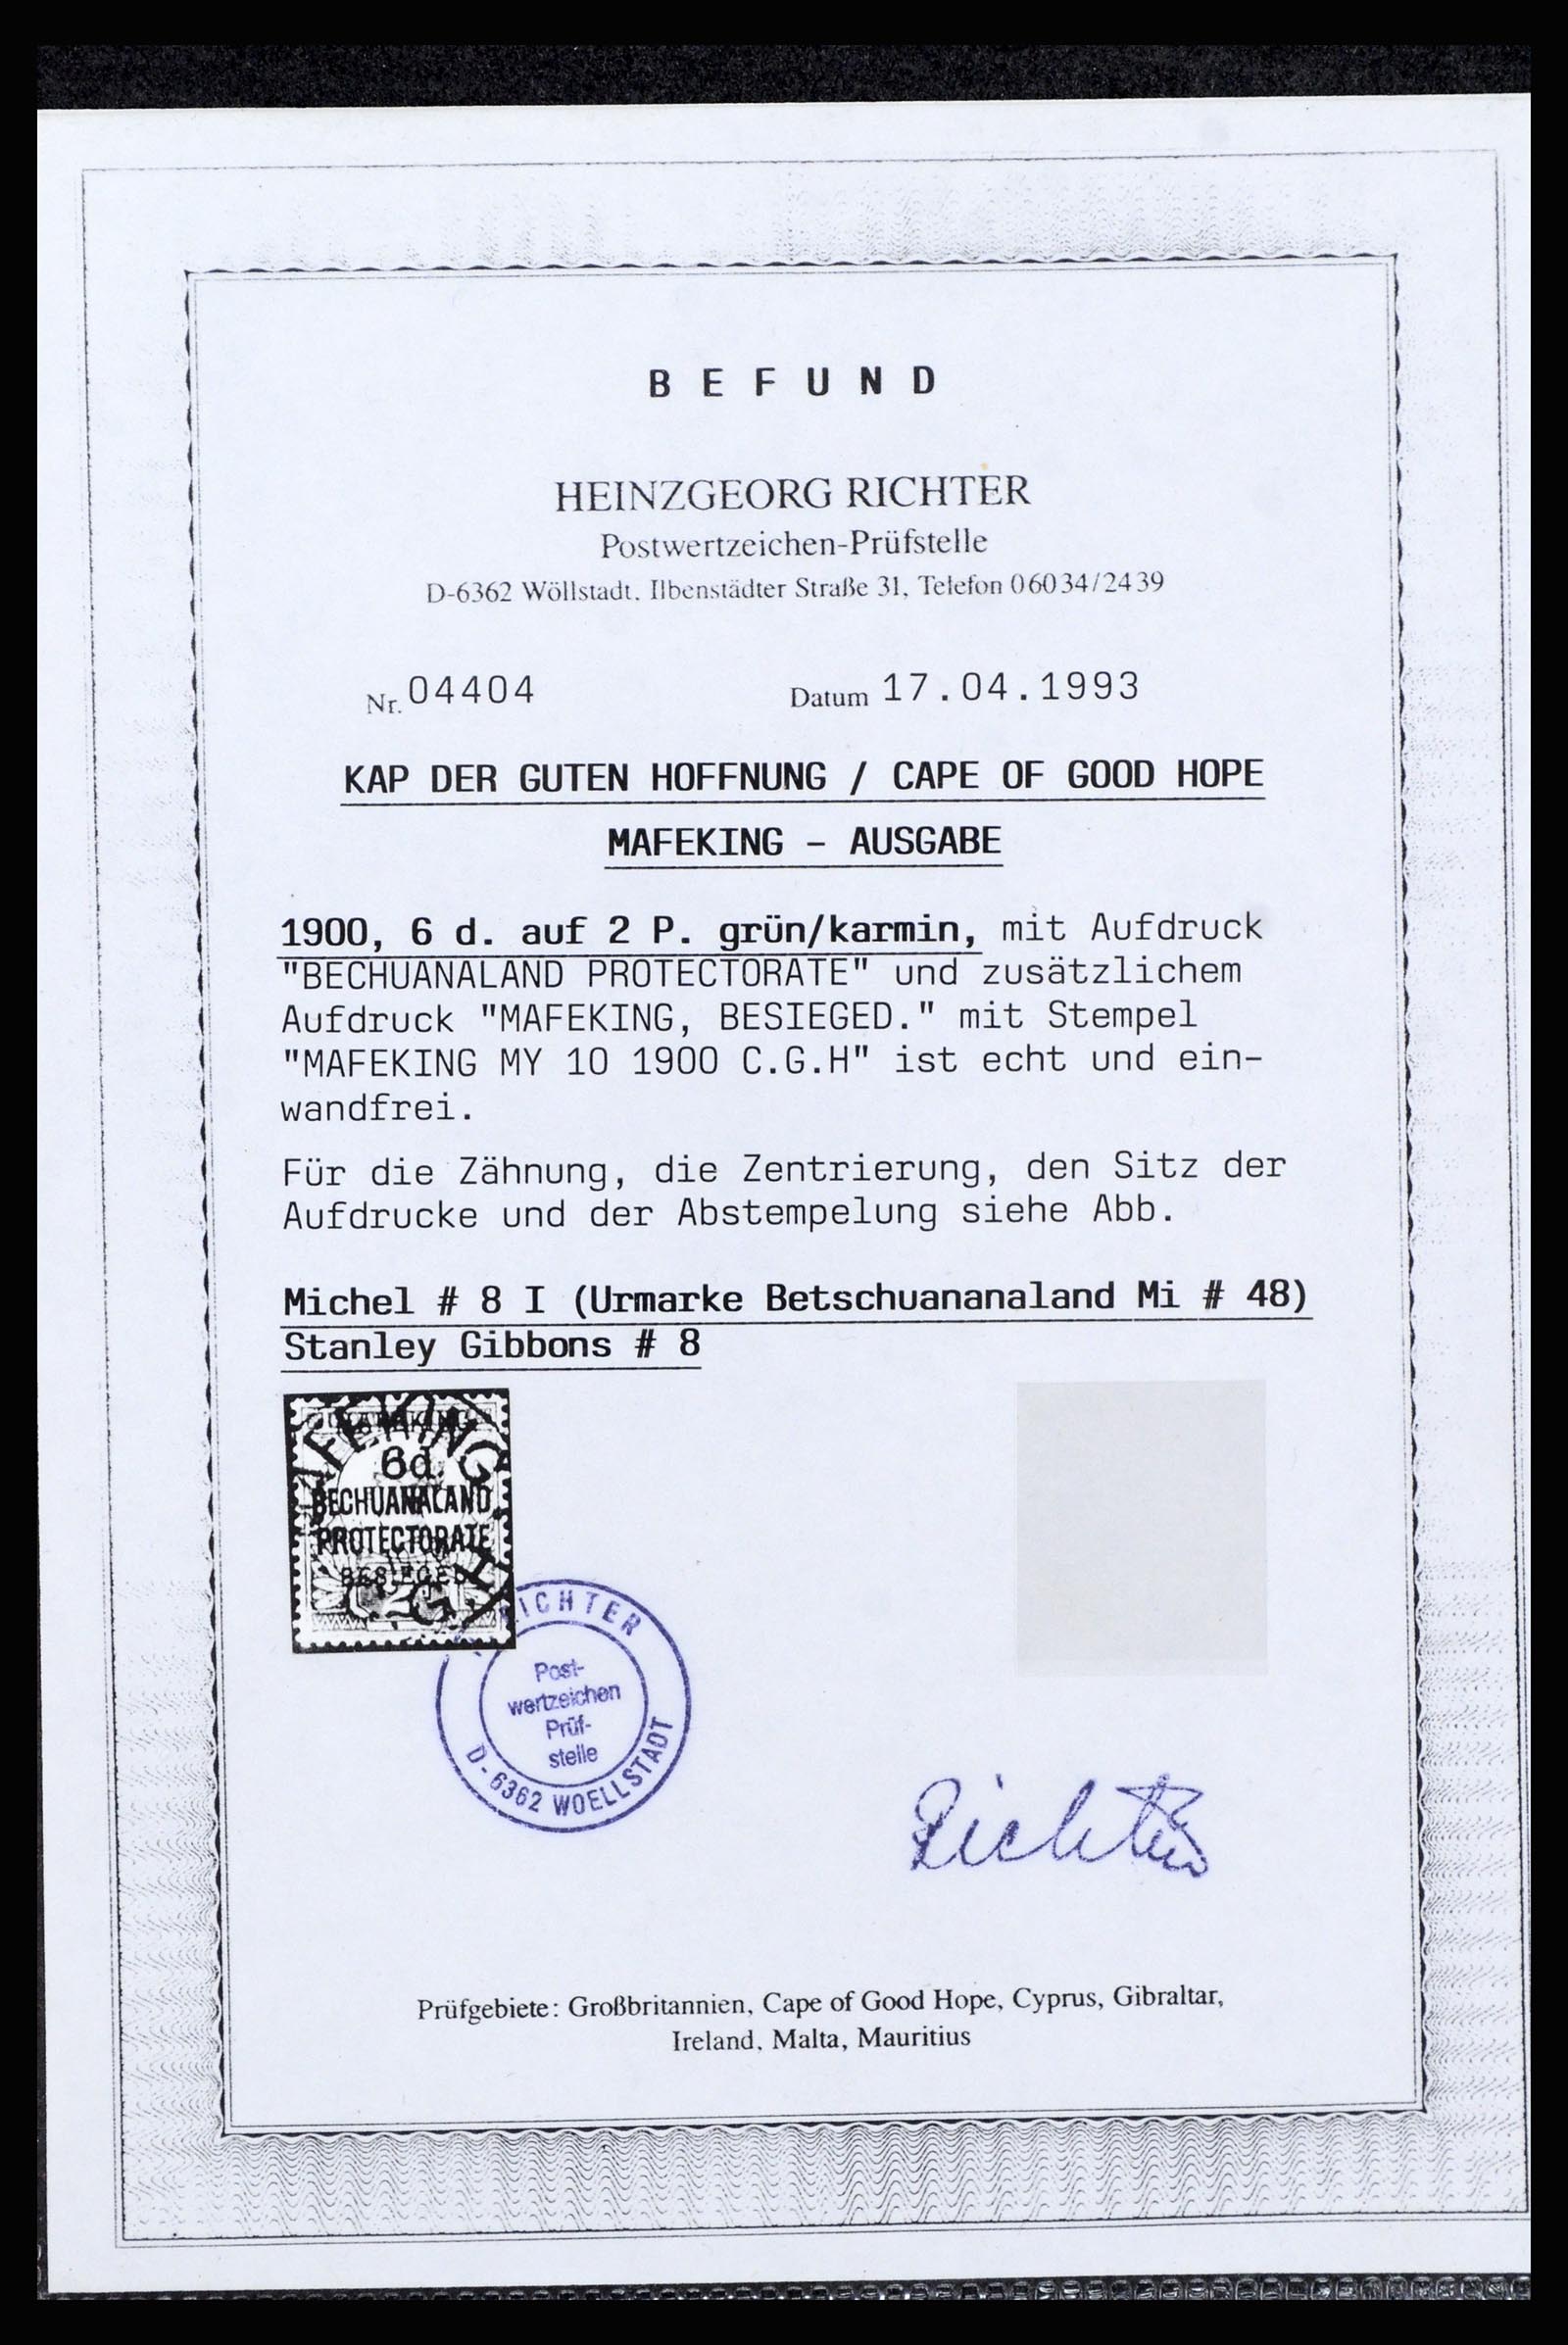 BEFUND
HEINZGEORG RICHTER
Postwertzeichen-Prüfstelle
D-6362 Wöllstadt, Ilbenstädter Straße 31, Telefon 06034/2439
Nr. 04404 Datum 17.04.1993
KAP DER GUTEN HOFFNUNG / CAPE OF GOOD HOPE
MAFEKING - AUSGABE
1900, 6 d. auf 2 P. grün/karmin, mit Aufdruck
"BECHUANALAND PROTECTORATE" und zusätzlichem
Aufdruck "MAFEKING, BESIEGED." mit Stempel
"MAFEKING MY 10 1900 C.G.H" ist echt und ein-
wandfrei.
Für die Zähnung, die Zentrierung, den Sitz der
Aufdrucke und der Abstempelung siehe Abb.
Michel # 8 I (Urmarke Betschuananaland Mi # 48)
Stanley Gibbons # 8
6d.
BECHUANALAND
PROTECTORATE
BESIEGED
RICHTER
Post-
wertzeichen
Prüf-
stelle
D-6362 WOELLSTADT
Richter
Prüfgebiete: Großbritannien, Cape of Good Hope, Cyprus, Gibraltar,
Ireland, Malta, Mauritius